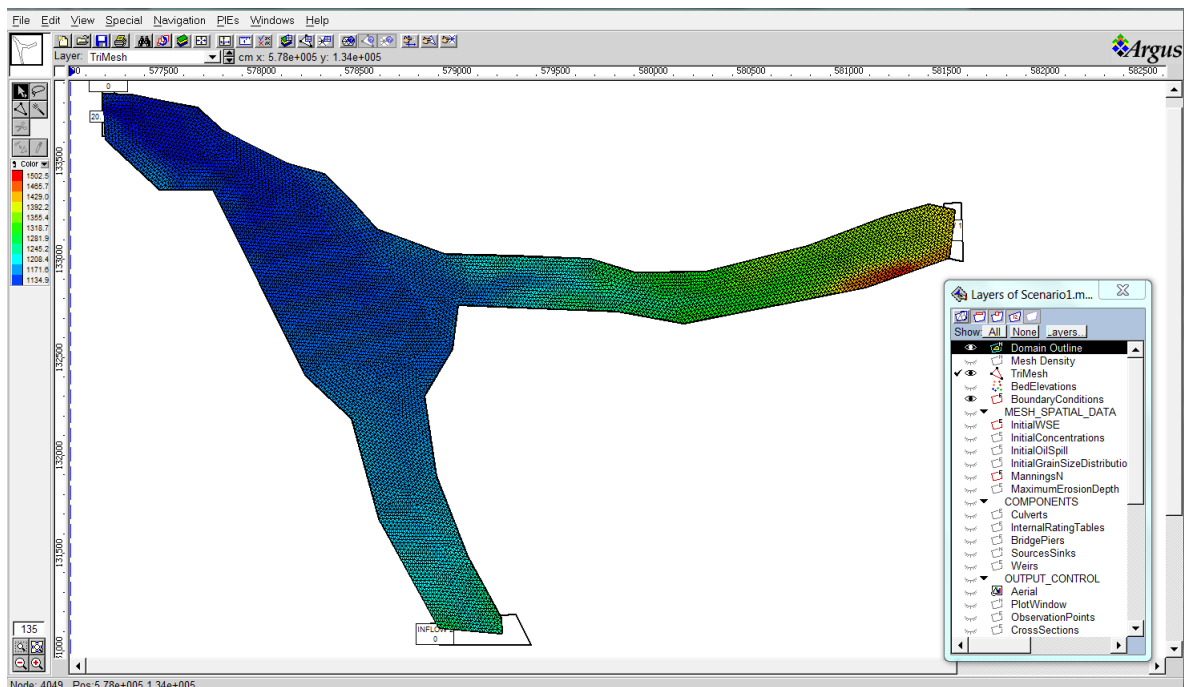 File Edit View Special Navigation PIEs Windows Help
Layer: TriMesh cm x: 5.78e+005 y: 1.34e+005
Argus
577500 578000 578500 579000 579500 580000 580500 581000 581500 582000 582500
0
20.
133500
133000
132500
132000
131500
Color
1502.5
1465.7
1429.0
1392.2
1355.4
1318.7
1281.9
1245.2
1208.4
1171.6
1134.9
1
INFLOW
0
Layers of Scenario1.m...
Show: All None Layers..
Domain Outline
Mesh Density
TriMesh
BedElevations
BoundaryConditions
MESH_SPATIAL_DATA
InitialWSE
InitialConcentrations
InitialOilSpill
InitialGrainSizeDistributio
ManningsN
MaximumErosionDepth
COMPONENTS
Culverts
InternalRatingTables
BridgePiers
SourcesSinks
Weirs
OUTPUT_CONTROL
Aerial
PlotWindow
ObservationPoints
CrossSections
135
Node: 4049 Pos:5.78e+005,1.34e+005